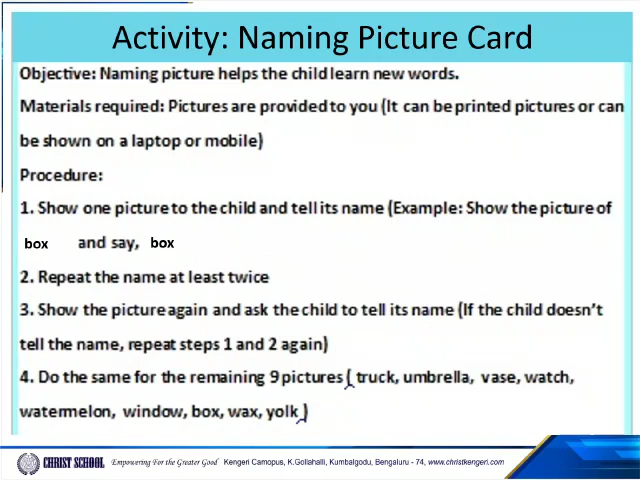 Activity: Naming Picture Card
Objective: Naming picture helps the child learn new words.
Materials required: Pictures are provided to you (It can be printed pictures or can
be shown on a laptop or mobile)
Procedure:
1. Show one picture to the child and tell its name (Example: Show the picture of
box and say, box
2. Repeat the name at least twice
3. Show the picture again and ask the child to tell its name (If the child doesn't
tell the name, repeat steps 1 and 2 again)
4. Do the same for the remaining 9 pictures ( truck, umbrella, vase, watch,
watermelon, window, box, wax, yolk )
CHRIST SCHOOL Empowering For the Greater Good Kengeri Camopus, K.Gollahalli, Kumbalgodu, Bengaluru - 74, www.christkengeri.com